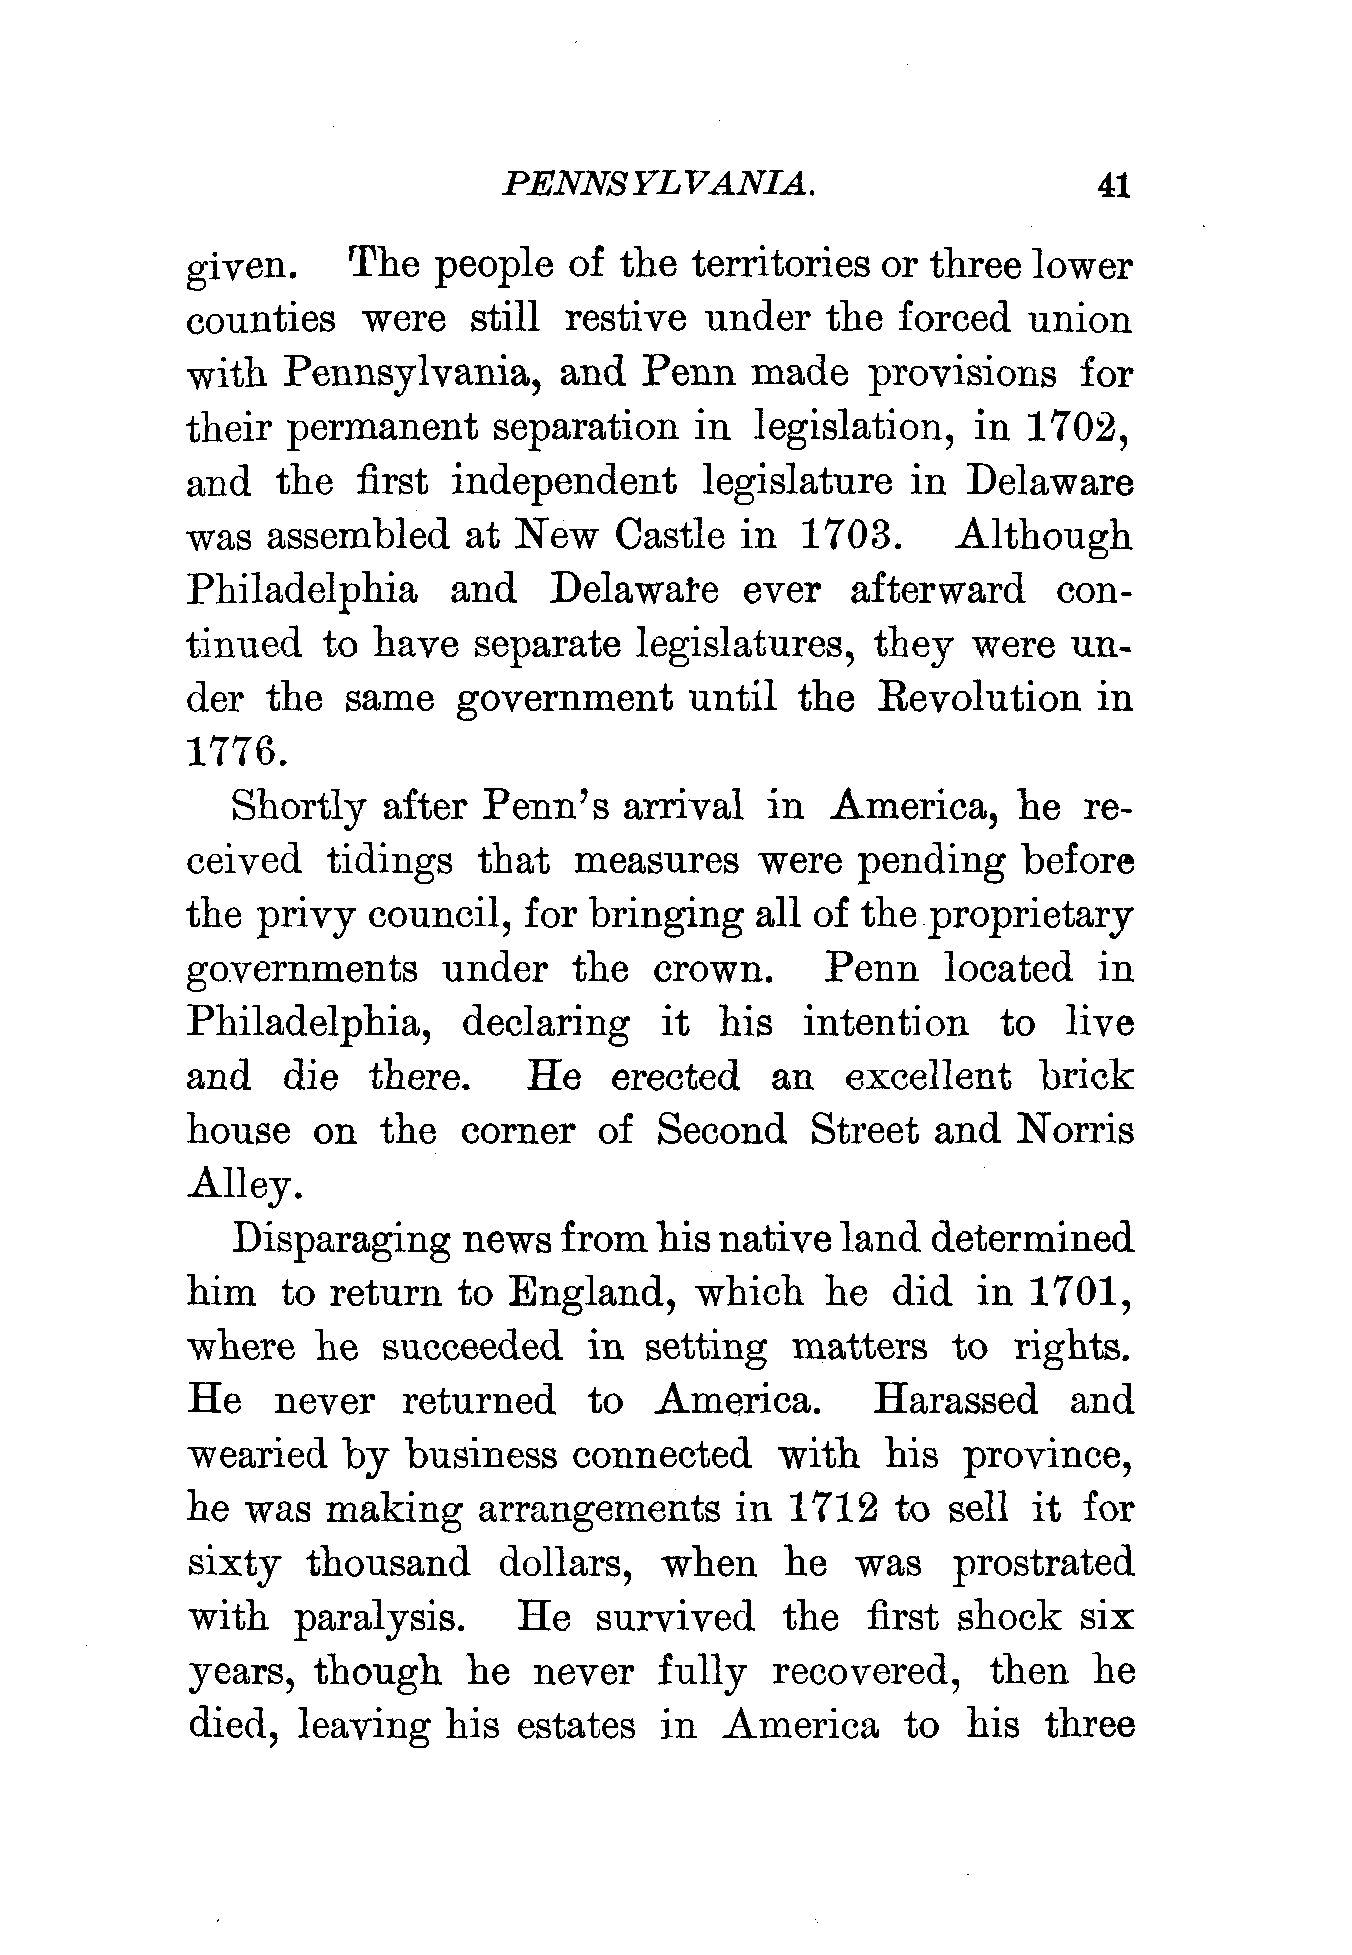 PENNSYLVANIA. 41
given. The people of the territories or three lower
counties were still restive under the forced union
with Pennsylvania, and Penn made provisions for
their permanent separation in legislation, in 1702,
and the first independent legislature in Delaware
was assembled at New Castle in 1703. Although
Philadelphia and Delaware ever afterward con-
tinued to have separate legislatures, they were un-
der the same government until the Revolution in
1776.
Shortly after Penn's arrival in America, he re-
ceived tidings that measures were pending before
the privy council, for bringing all of the proprietary
governments under the crown. Penn located in
Philadelphia, declaring it his intention to live
and die there. He erected an excellent brick
house on the corner of Second Street and Norris
Alley.
Disparaging news from his native land determined
him to return to England, which he did in 1701,
where he succeeded in setting matters to rights.
He never returned to America. Harassed and
wearied by business connected with his province,
he was making arrangements in 1712 to sell it for
sixty thousand dollars, when he was prostrated
with paralysis. He survived the first shock six
years, though he never fully recovered, then he
died, leaving his estates in America to his three